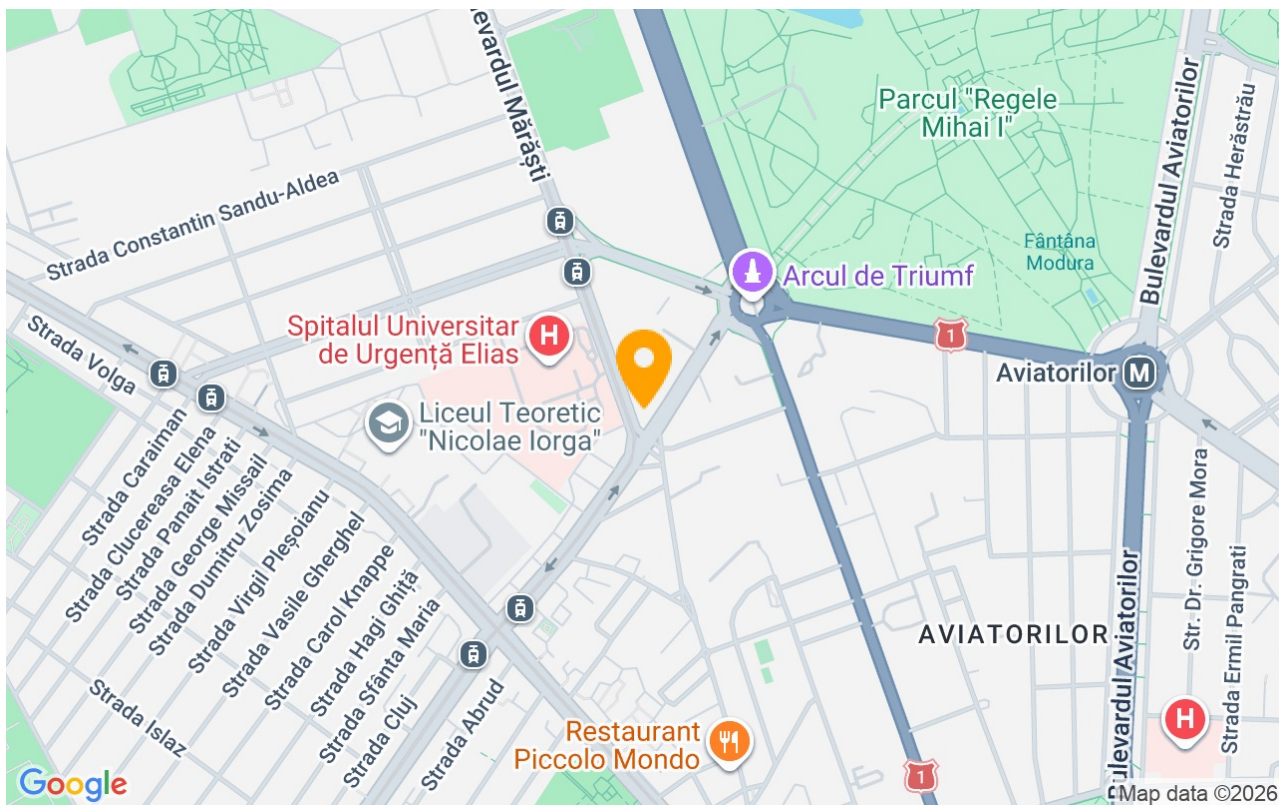 levardul Mărăști
Bulevardul Aviatorilor
Strada Herăstrău
Parcul "Regele
Mihai I"
Strada Constantin Sandu-Aldea
Fântâna
Modura
Arcul de Triumf
Spitalul Universitar
de Urgență Elias
H
1
Aviatorilor
M
Strada Volga
Liceul Teoretic
"Nicolae Iorga"
Strada Caraiman
Strada Clucereasa Elena
Strada Panait Istrati
Strada George Missail
Strada Dumitru Zosima
Strada Virgil Pleșoianu
Strada Vasile Gherghel
Strada Carol Knappe
Strada Hagi Ghiță
Strada Sfânta Maria
Strada Cluj
Strada Abrud
Strada Islaz
Str. Dr. Grigore Mora
Strada Ermil Pangrati
AVIATORILOR
Bulevardul Aviatorilor
H
Restaurant
Piccolo Mondo
1
Google
Map data ©2026